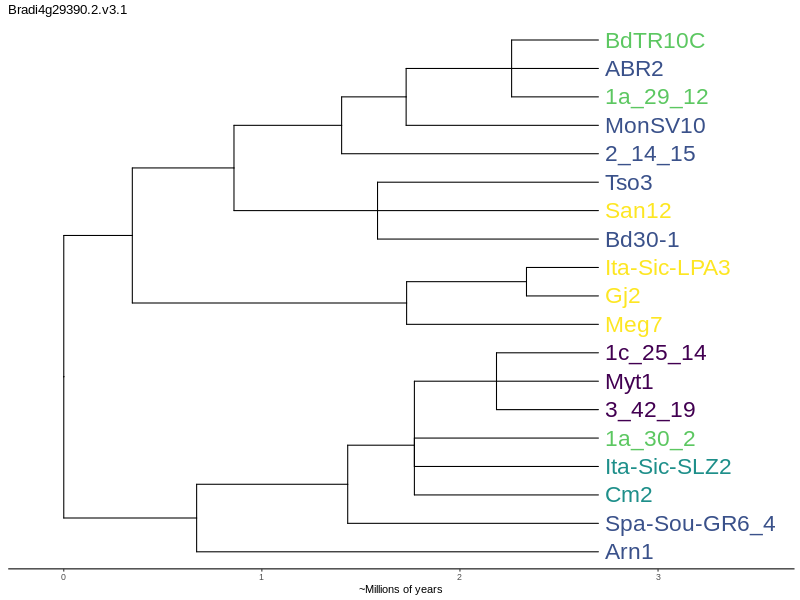 Bradi4g29390.2.v3.1
BdTR10C
ABR2
1a_29_12
MonSV10
2_14_15
Tso3
San12
Bd30-1
Ita-Sic-LPA3
Gj2
Meg7
1c_25_14
Myt1
3_42_19
1a_30_2
Ita-Sic-SLZ2
Cm2
Spa-Sou-GR6_4
Arn1
0 1 2 3
~Millions of years